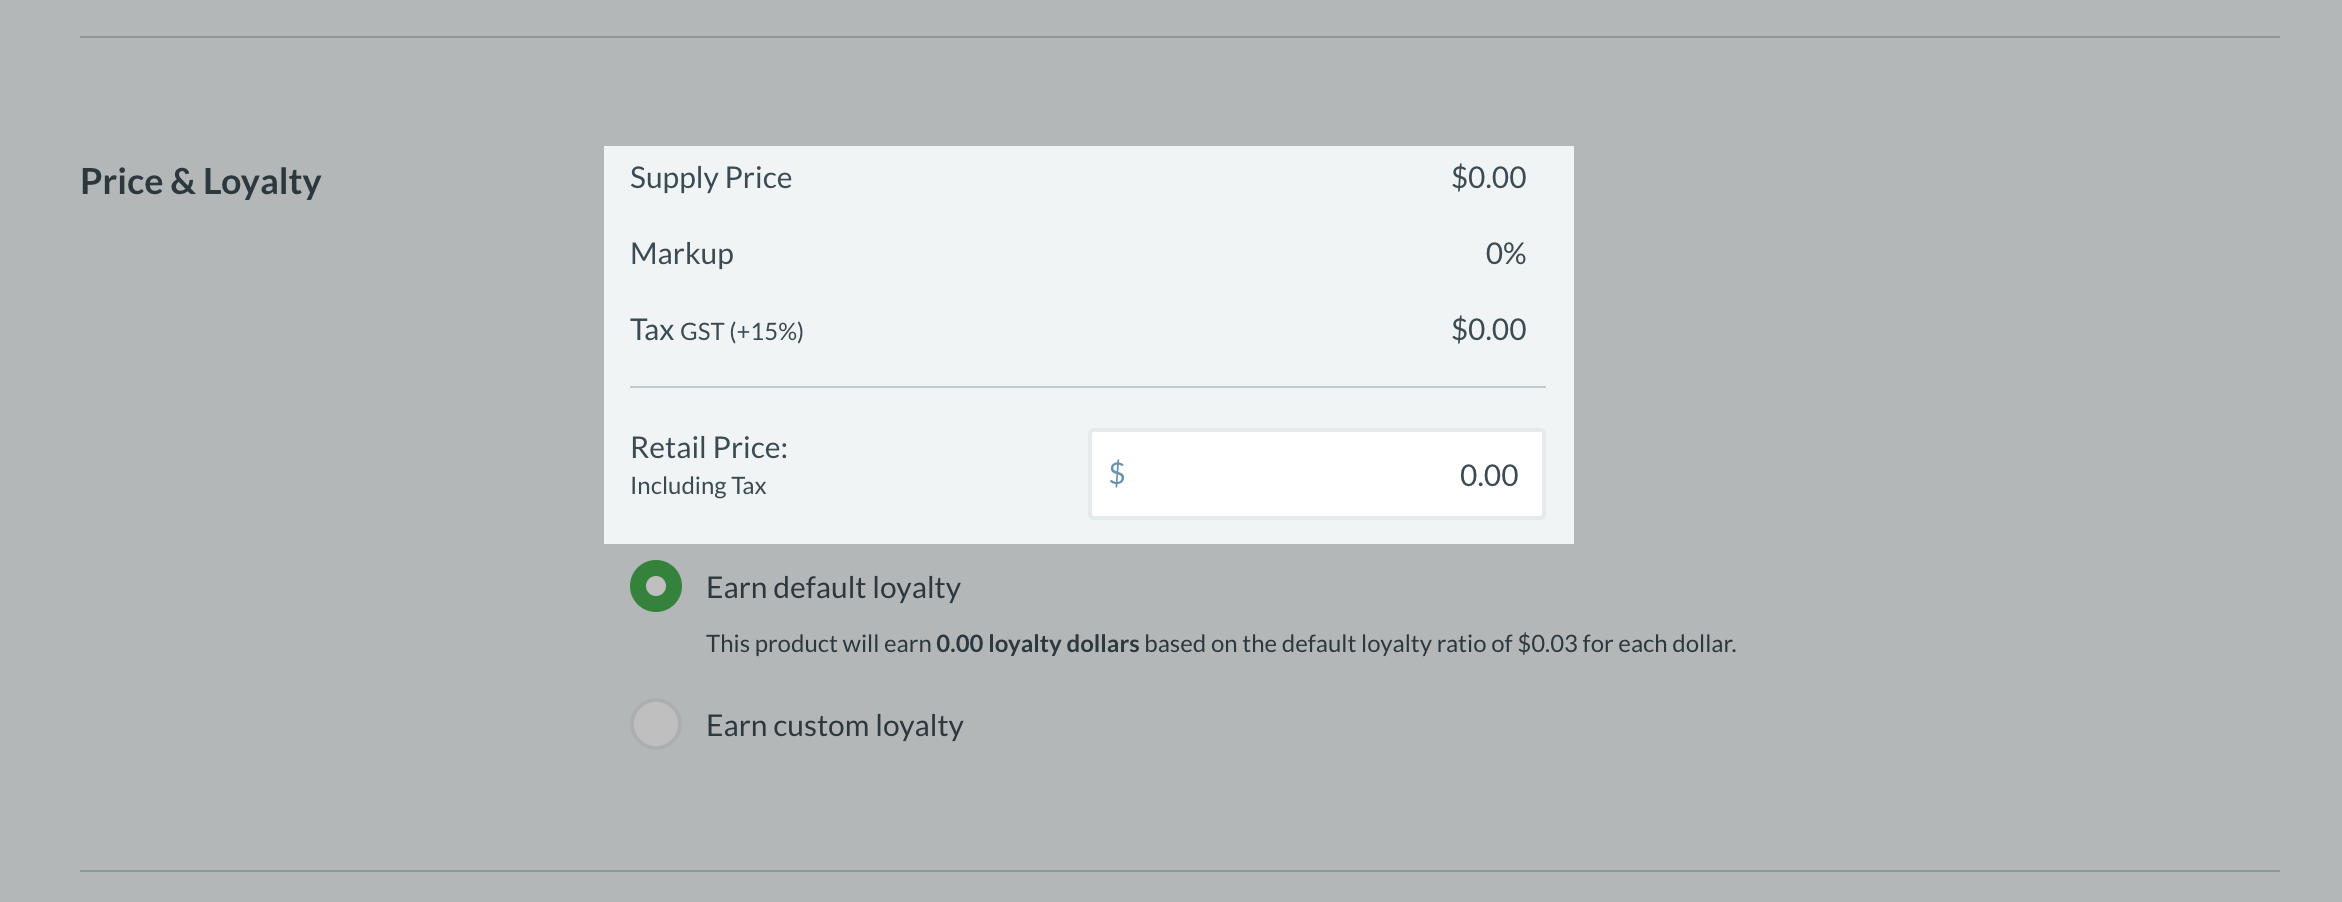 Price & Loyalty
Supply Price $0.00
Markup 0%
Tax GST (+15%) $0.00
Retail Price:
Including Tax
$ 0.00
Earn default loyalty
This product will earn 0.00 loyalty dollars based on the default loyalty ratio of $0.03 for each dollar.
Earn custom loyalty